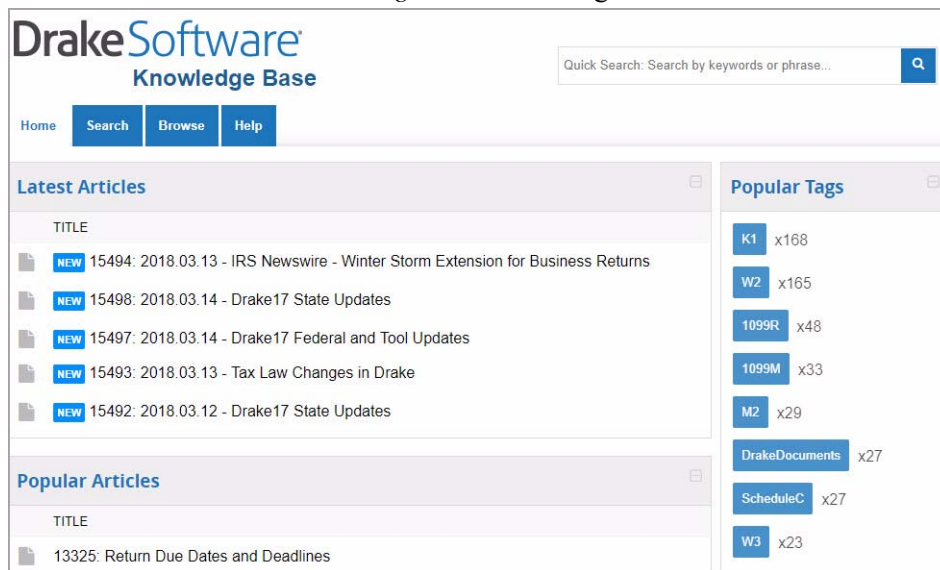 DrakeSoftware
Knowledge Base
Quick Search: Search by keywords or phrase...
Home Search Browse Help
Latest Articles
TITLE
NEW 15494: 2018.03.13 - IRS Newswire - Winter Storm Extension for Business Returns
NEW 15498: 2018.03.14 - Drake17 State Updates
NEW 15497: 2018.03.14 - Drake17 Federal and Tool Updates
NEW 15493: 2018.03.13 - Tax Law Changes in Drake
NEW 15492: 2018.03.12 - Drake17 State Updates
Popular Articles
TITLE
13325: Return Due Dates and Deadlines
Popular Tags
K1 x168
W2 x165
1099R x48
1099M x33
M2 x29
DrakeDocuments x27
ScheduleC x27
W3 x23